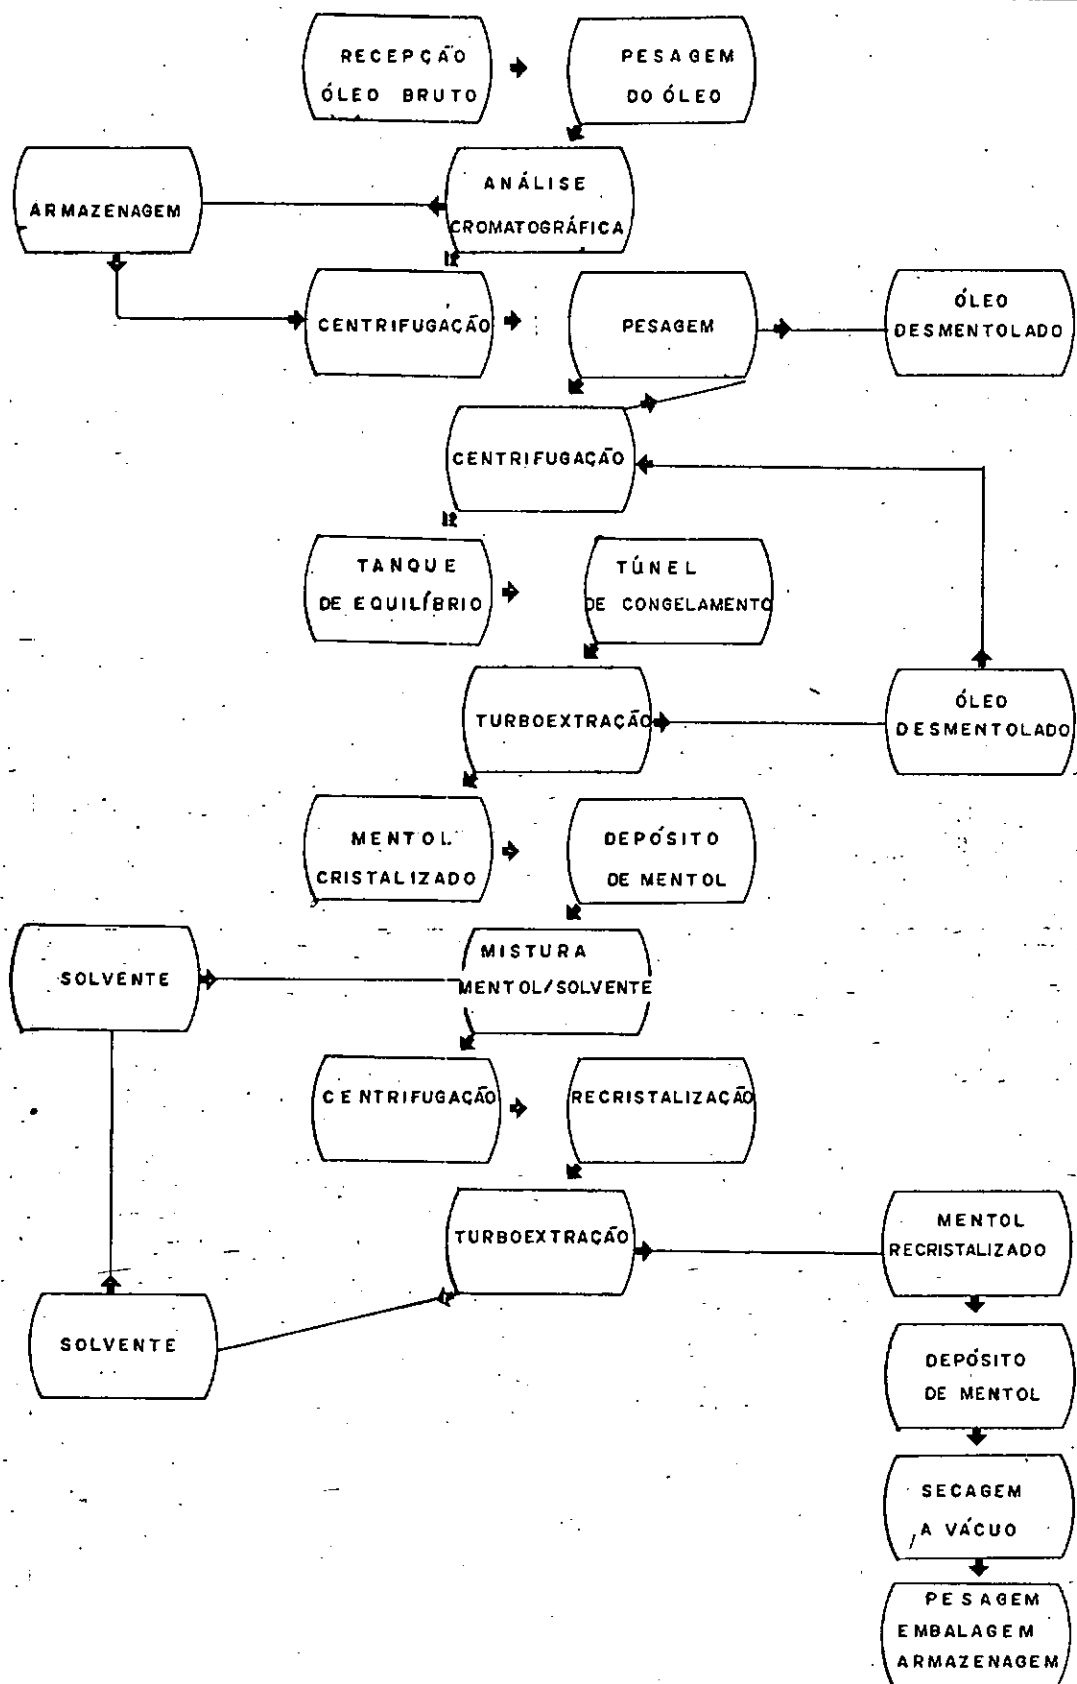 RECEPÇÃO
ÓLEO BRUTO
PESAGEM
DO ÓLEO
ARMAZENAGEM
ANÁLISE
CROMATOGRÁFICA
CENTRIFUGAÇÃO
PESAGEM
ÓLEO
DESMENTOLADO
CENTRIFUGAÇÃO
TANQUE
DE EQUILÍBRIO
TÚNEL
DE CONGELAMENTO
TURBOEXTRAÇÃO
ÓLEO
DESMENTOLADO
MENTOL
CRISTALIZADO
DEPÓSITO
DE MENTOL
SOLVENTE
MISTURA
MENTOL/SOLVENTE
CENTRIFUGAÇÃO
RECRISTALIZAÇÃO
TURBOEXTRAÇÃO
MENTOL
RECRISTALIZADO
SOLVENTE
DEPÓSITO
DE MENTOL
SECAGEM
A VÁCUO
PESAGEM
EMBALAGEM
ARMAZENAGEM